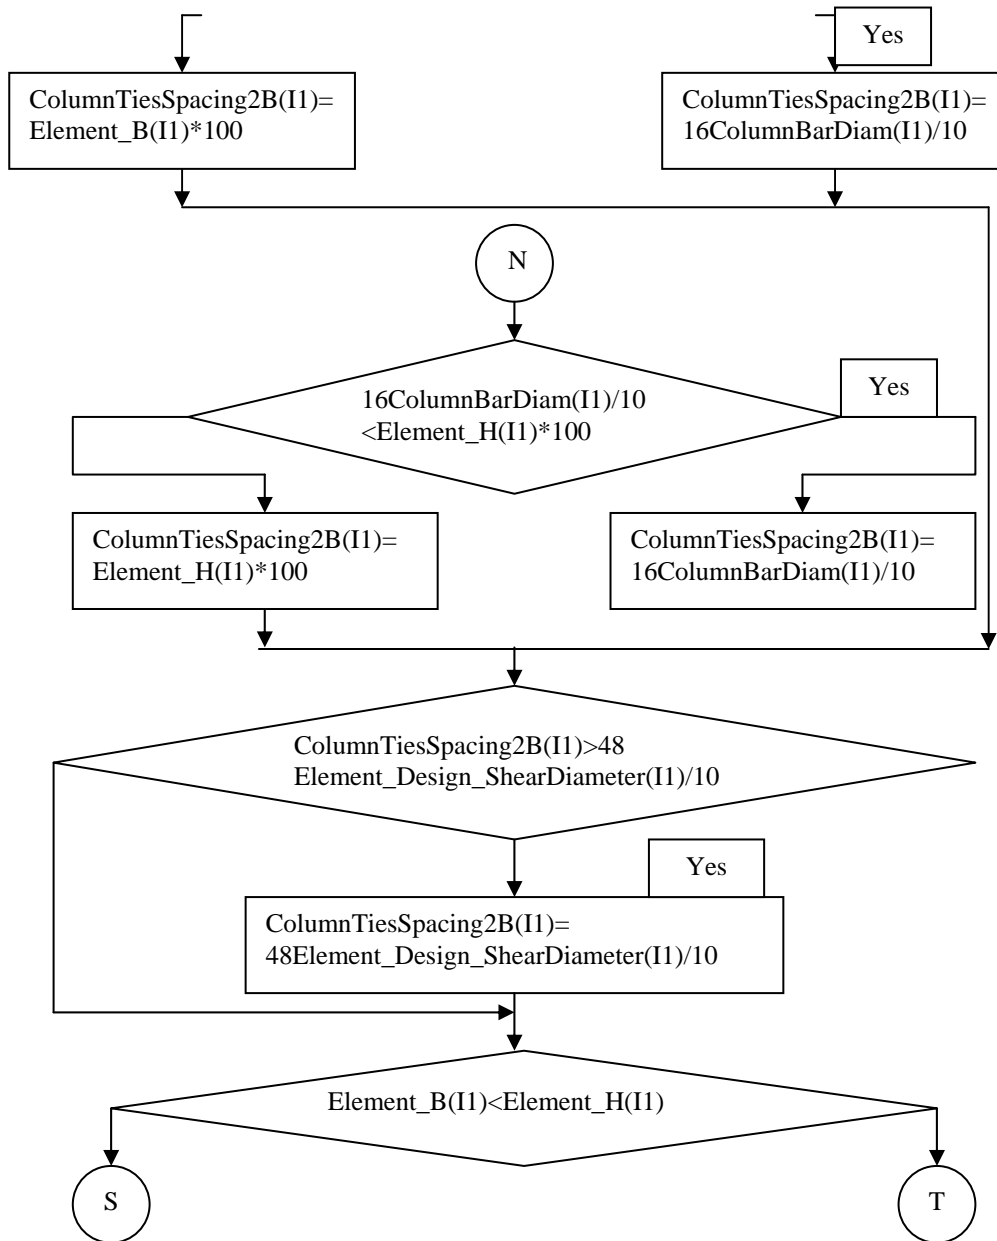 Yes
ColumnTiesSpacing2B(I1)=
Element_B(I1)*100
ColumnTiesSpacing2B(I1)=
16ColumnBarDiam(I1)/10
N
16ColumnBarDiam(I1)/10
<Element_H(I1)*100
Yes
ColumnTiesSpacing2B(I1)=
Element_H(I1)*100
ColumnTiesSpacing2B(I1)=
16ColumnBarDiam(I1)/10
ColumnTiesSpacing2B(I1)>48
Element_Design_ShearDiameter(I1)/10
Yes
ColumnTiesSpacing2B(I1)=
48Element_Design_ShearDiameter(I1)/10
Element_B(I1)<Element_H(I1)
S
T